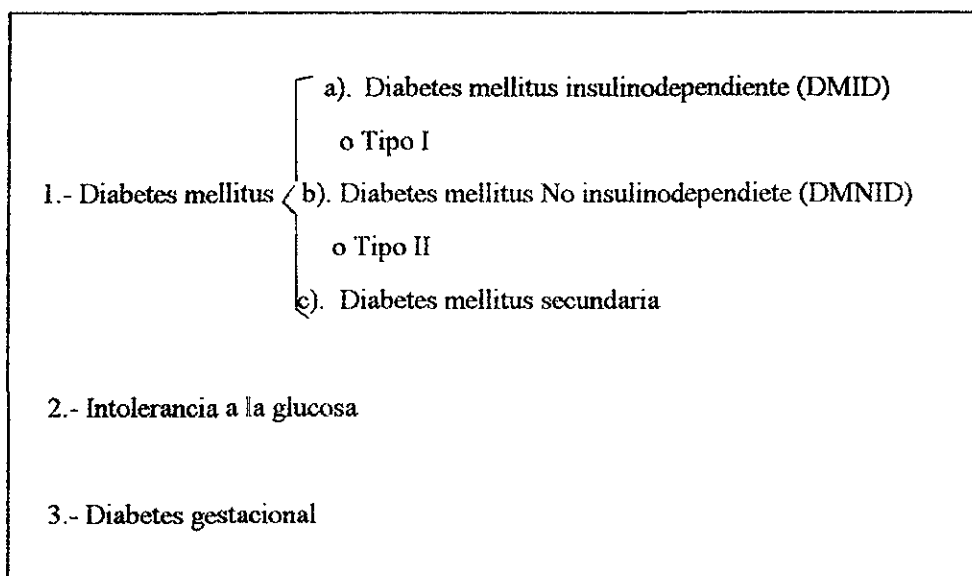 a). Diabetes mellitus insulinodependiente (DMID)
o Tipo I
1.- Diabetes mellitus b). Diabetes mellitus No insulinodependiete (DMNID)
o Tipo II
c). Diabetes mellitus secundaria
2.- Intolerancia a la glucosa
3.- Diabetes gestacional